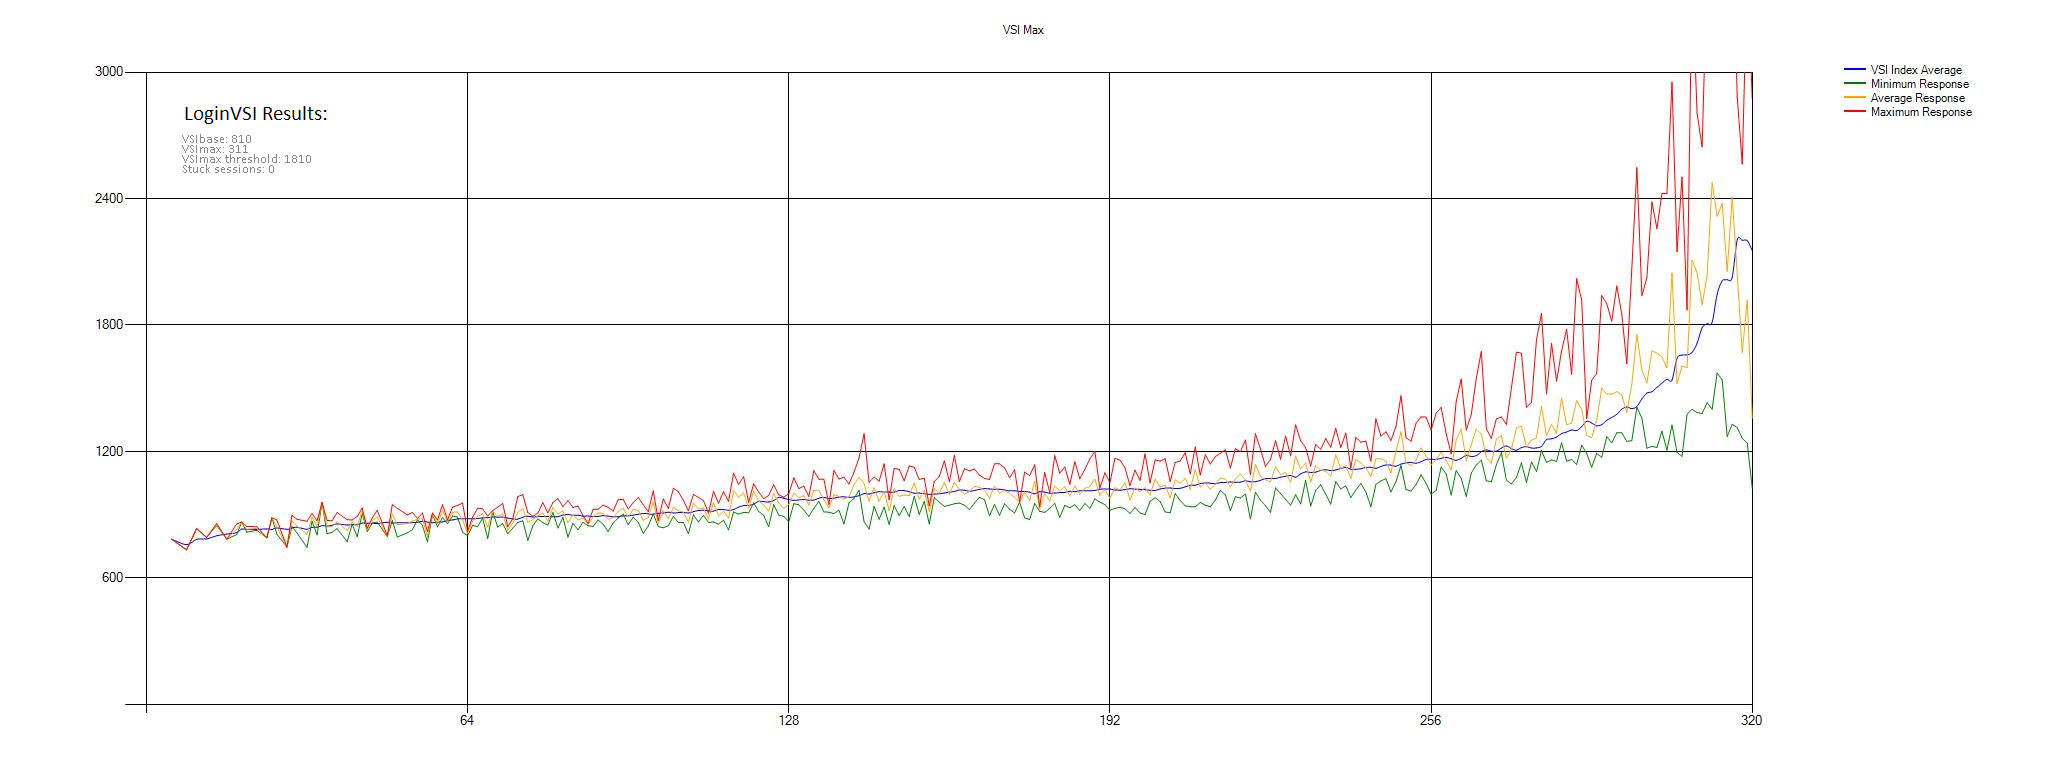 VSI Max
3000
2400
1800
1200
600
LoginVSI Results:
VSIbase: 810
VSImax: 311
VSImax threshold: 1810
Stuck sessions: 0
VSI Index Average
Minimum Response
Average Response
Maximum Response
64
128
192
256
320